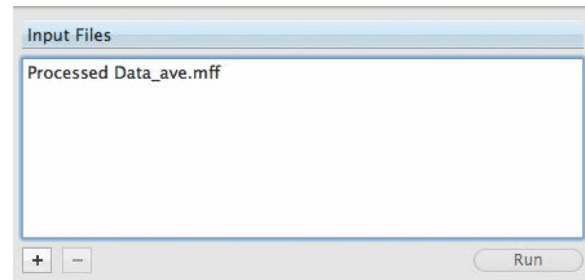 Input Files
Processed Data_ave.mff
+ −
Run